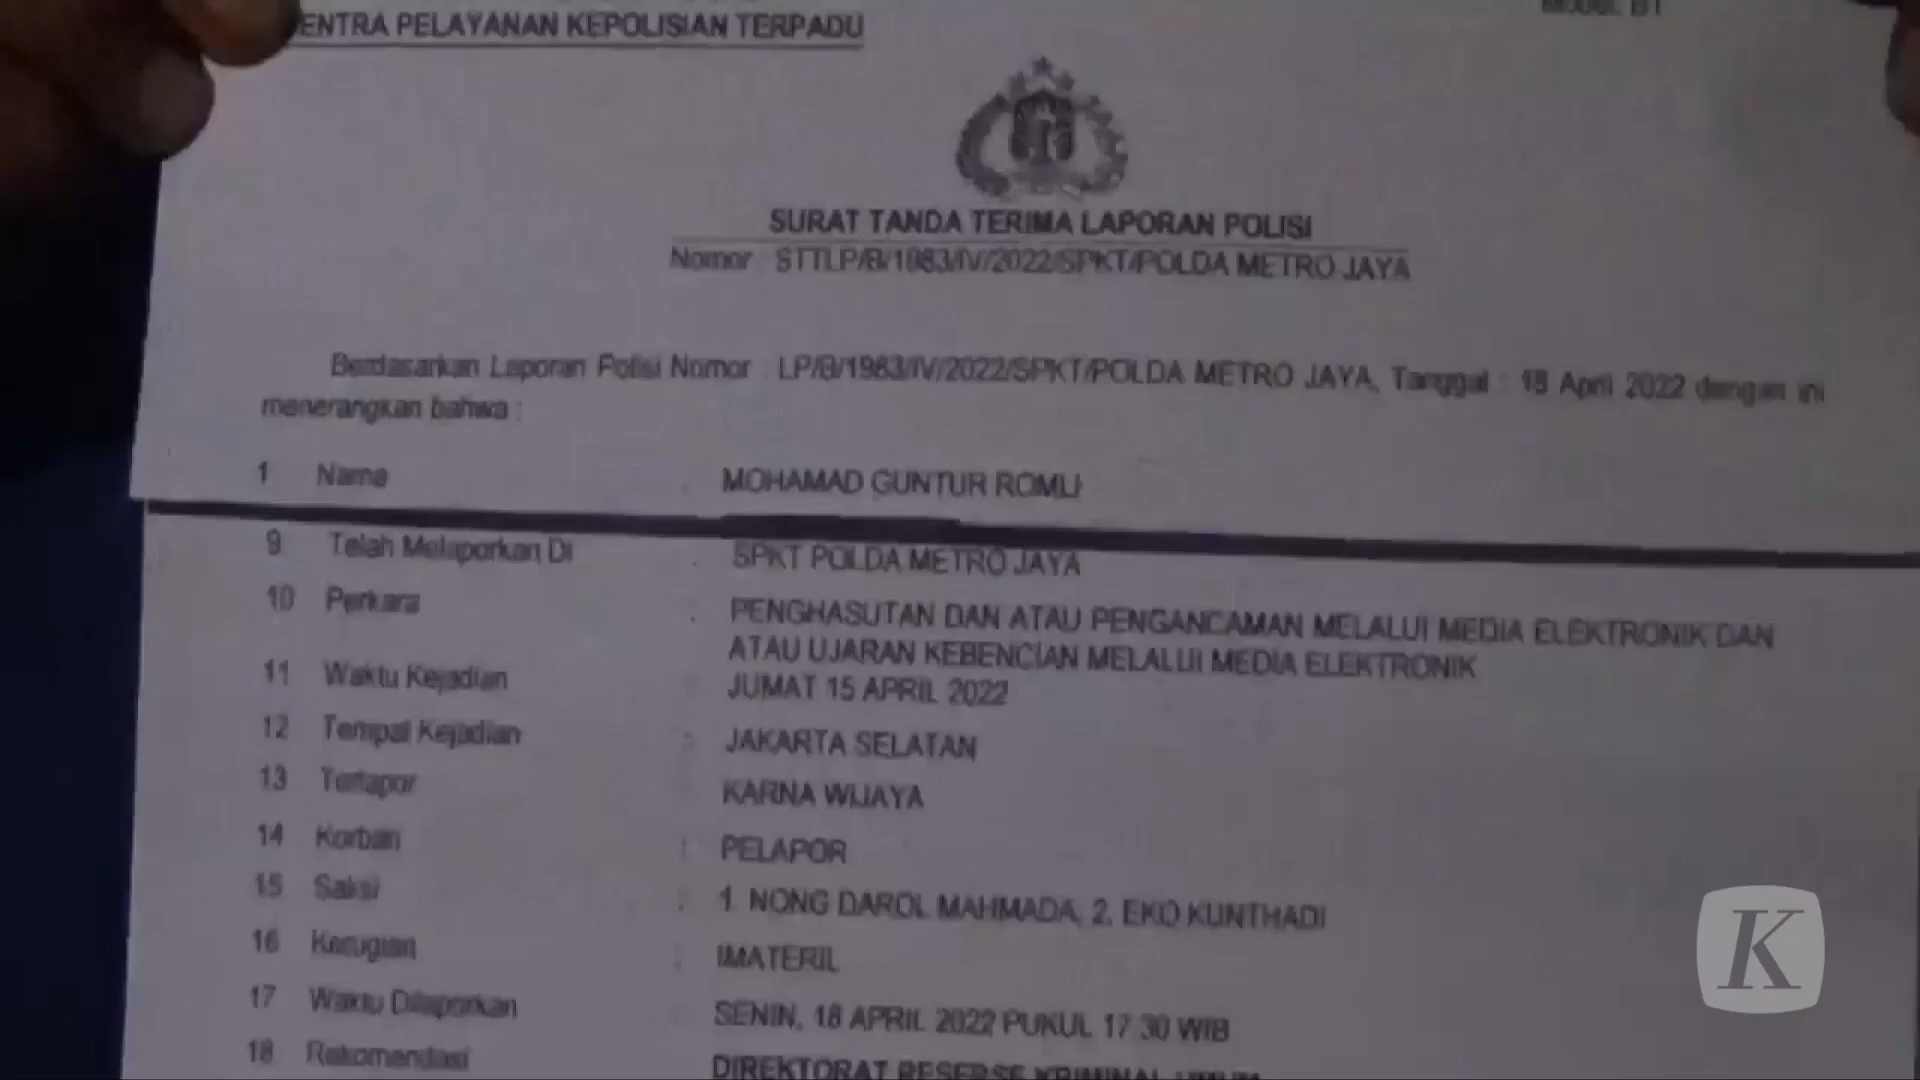 ENTRA PELAYANAN KEPOLISIAN TERPADU
MODEL B1
SURAT TANDA TERIMA LAPORAN POLISI
Nomor : STTLP/B/1983/IV/2022/SPKT/POLDA METRO JAYA
Berdasarkan Laporan Polisi Nomor : LP/B/1983/IV/2022/SPKT/POLDA METRO JAYA, Tanggal : 18 April 2022 dengan ini
menerangkan bahwa :
1 Nama : MOHAMAD GUNTUR ROMLI
9 Telah Melaporkan Di : SPKT POLDA METRO JAYA
10 Perkara : PENGHASUTAN DAN ATAU PENGANCAMAN MELALUI MEDIA ELEKTRONIK DAN
ATAU UJARAN KEBENCIAN MELALUI MEDIA ELEKTRONIK
11 Waktu Kejadian : JUMAT 15 APRIL 2022
12 Tempat Kejadian : JAKARTA SELATAN
13 Terlapor : KARNA WIJAYA
14 Korban : PELAPOR
15 Saksi : 1. NONG DAROL MAHMADA, 2. EKO KUNTHADI
16 Kerugian : IMATERIL
17 Waktu Dilaporkan : SENIN, 18 APRIL 2022 PUKUL 17.30 WIB
18 Rekomendasi DIREKTORAT RESERSE KRIMINAL UMUM
K